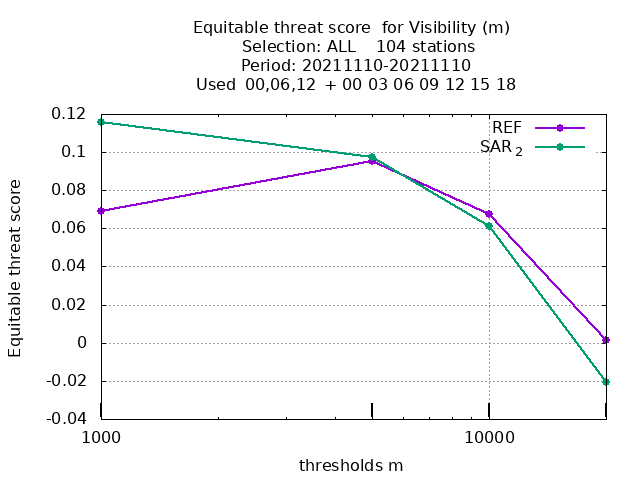 Equitable threat score  for Visibility (m)
Selection: ALL    104 stations
Period: 20211110-20211110
Used  00,06,12  + 00 03 06 09 12 15 18
REF
SAR 2
0.12
0.1
0.08
0.06
0.04
0.02
0
-0.02
-0.04
Equitable threat score
1000
10000
thresholds m